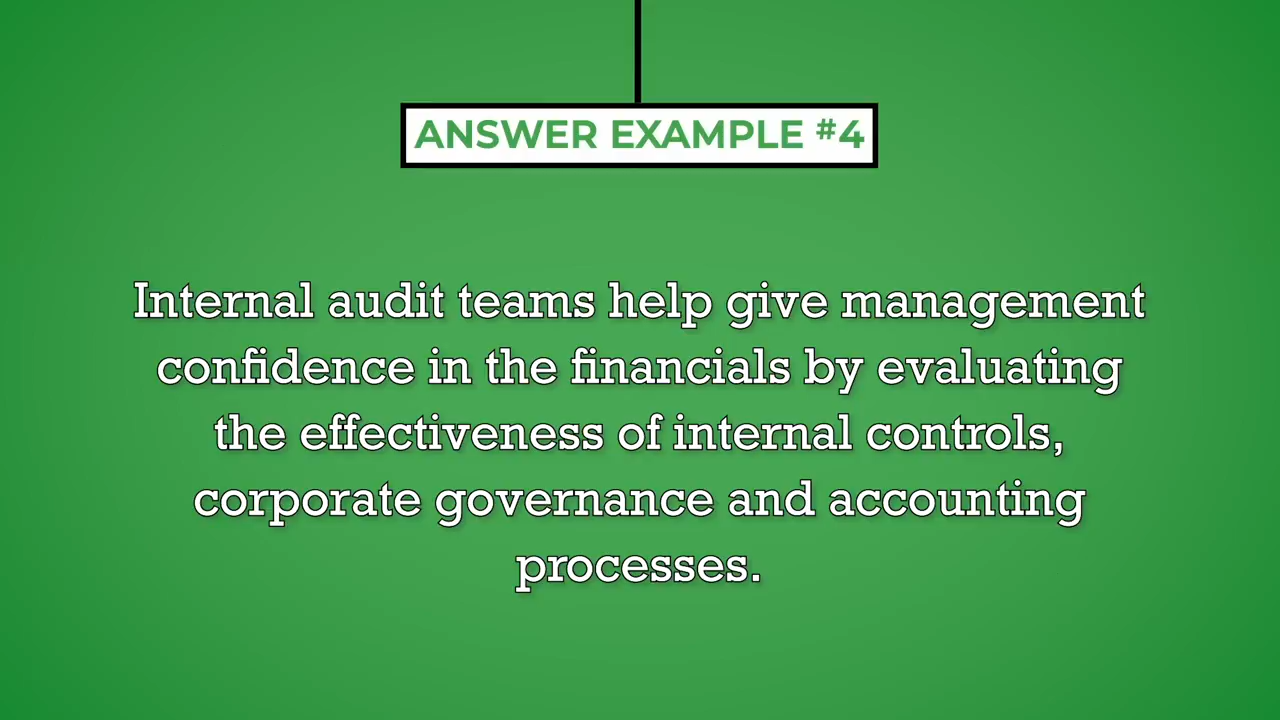 ANSWER EXAMPLE #4
Internal audit teams help give management
confidence in the financials by evaluating
the effectiveness of internal controls,
corporate governance and accounting
processes.